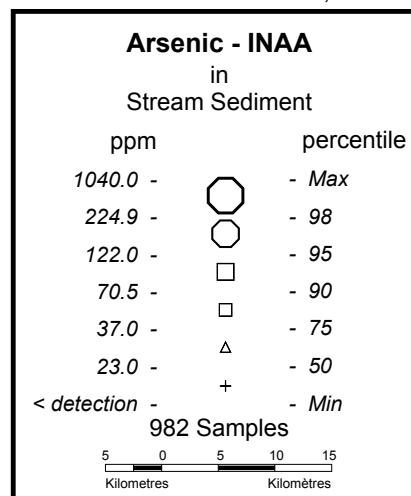 Arsenic - INAA
in
Stream Sediment
ppm percentile
1040.0 - - Max
224.9 - - 98
122.0 - - 95
70.5 - - 90
37.0 - - 75
23.0 - - 50
< detection - - Min
982 Samples
5 0 5 10 15
Kilometres Kilomètres